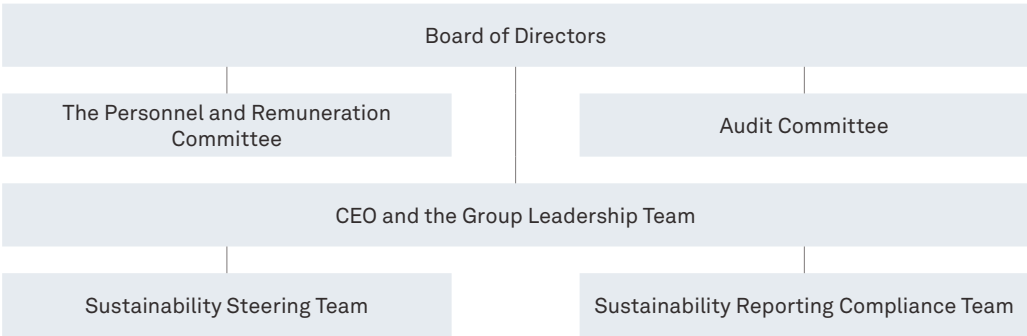 Board of Directors
The Personnel and Remuneration
Committee
Audit Committee
CEO and the Group Leadership Team
Sustainability Steering Team
Sustainability Reporting Compliance Team